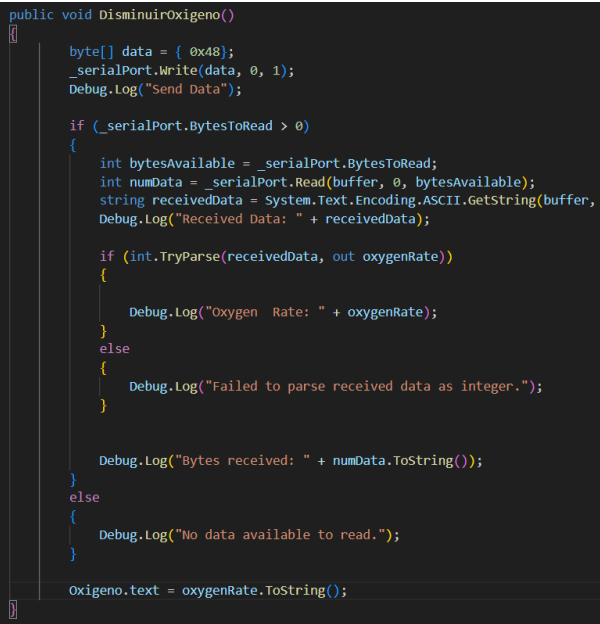 public void DisminuirOxigeno()
{
byte[] data = { 0x48};
_serialPort.Write(data, 0, 1);
Debug.Log("Send Data");
if (_serialPort.BytesToRead > 0)
{
int bytesAvailable = _serialPort.BytesToRead;
int numData = _serialPort.Read(buffer, 0, bytesAvailable);
string receivedData = System.Text.Encoding.ASCII.GetString(buffer,
Debug.Log("Received Data: " + receivedData);
if (int.TryParse(receivedData, out oxygenRate))
{
Debug.Log("Oxygen  Rate: " + oxygenRate);
}
else
{
Debug.Log("Failed to parse received data as integer.");
}
Debug.Log("Bytes received: " + numData.ToString());
}
else
{
Debug.Log("No data available to read.");
}
Oxigeno.text = oxygenRate.ToString();
}